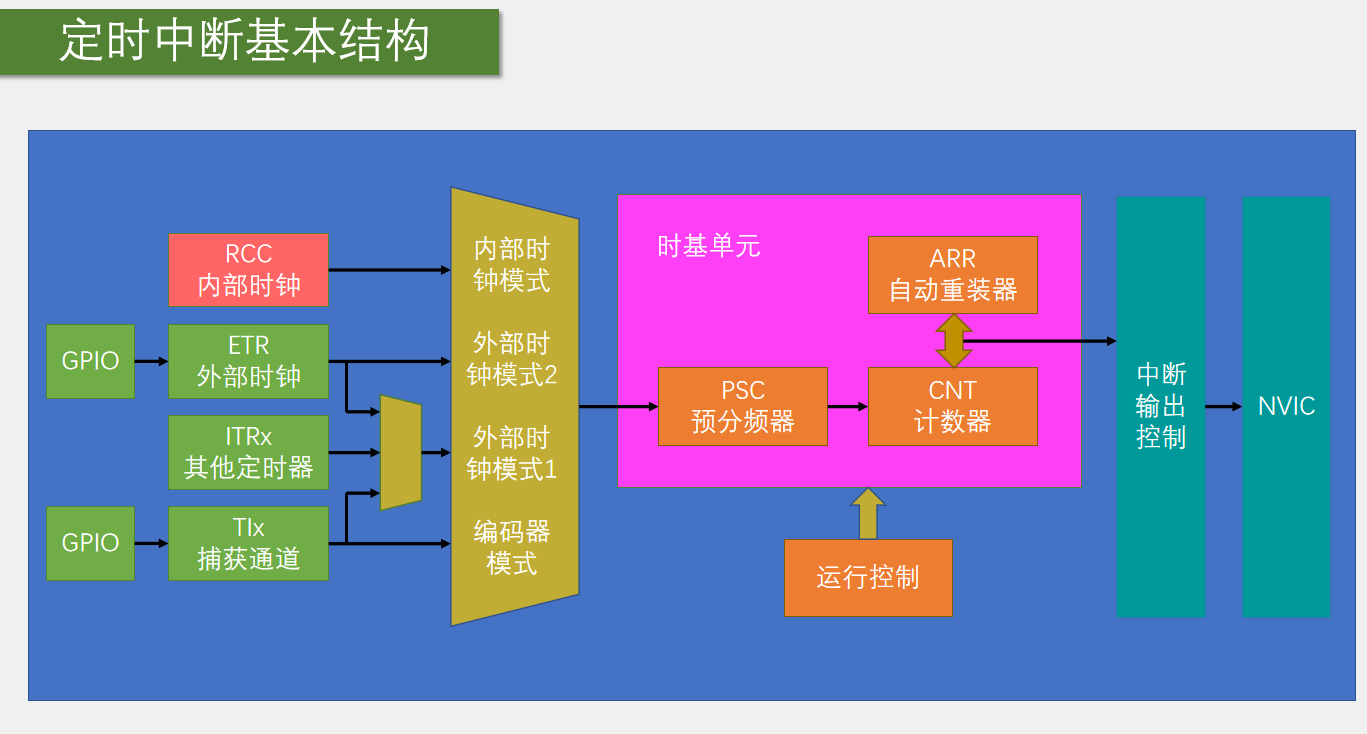 定时中断基本结构
RCC
内部时钟
GPIO
ETR
外部时钟
ITRx
其他定时器
GPIO
TIx
捕获通道
内部时
钟模式
外部时
钟模式2
外部时
钟模式1
编码器
模式
时基单元
ARR
自动重装器
PSC
预分频器
CNT
计数器
运行控制
中断
输出
控制
NVIC